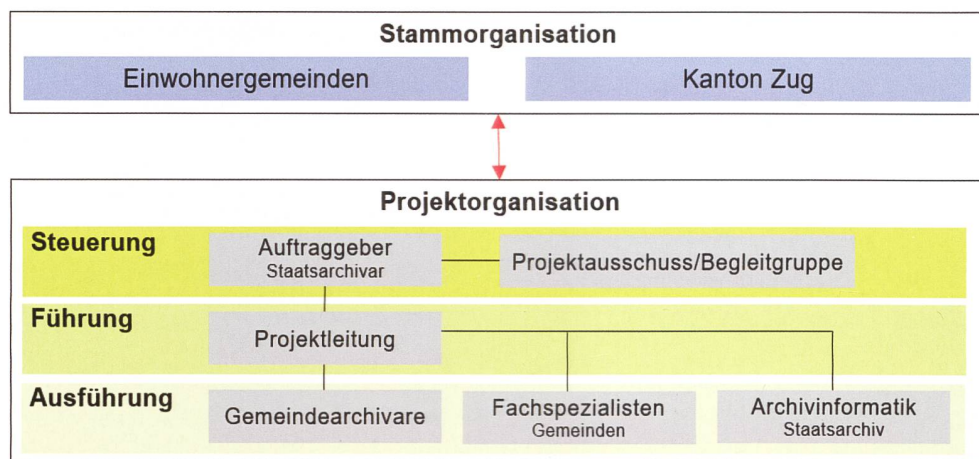 Stammorganisation
Einwohnergemeinden
Kanton Zug
Projektorganisation
Steuerung
Auftraggeber
Staatsarchivar
Projektausschuss/Begleitgruppe
Führung
Projektleitung
Ausführung
Gemeindearchivare
Fachspezialisten
Gemeinden
Archivinformatik
Staatsarchiv